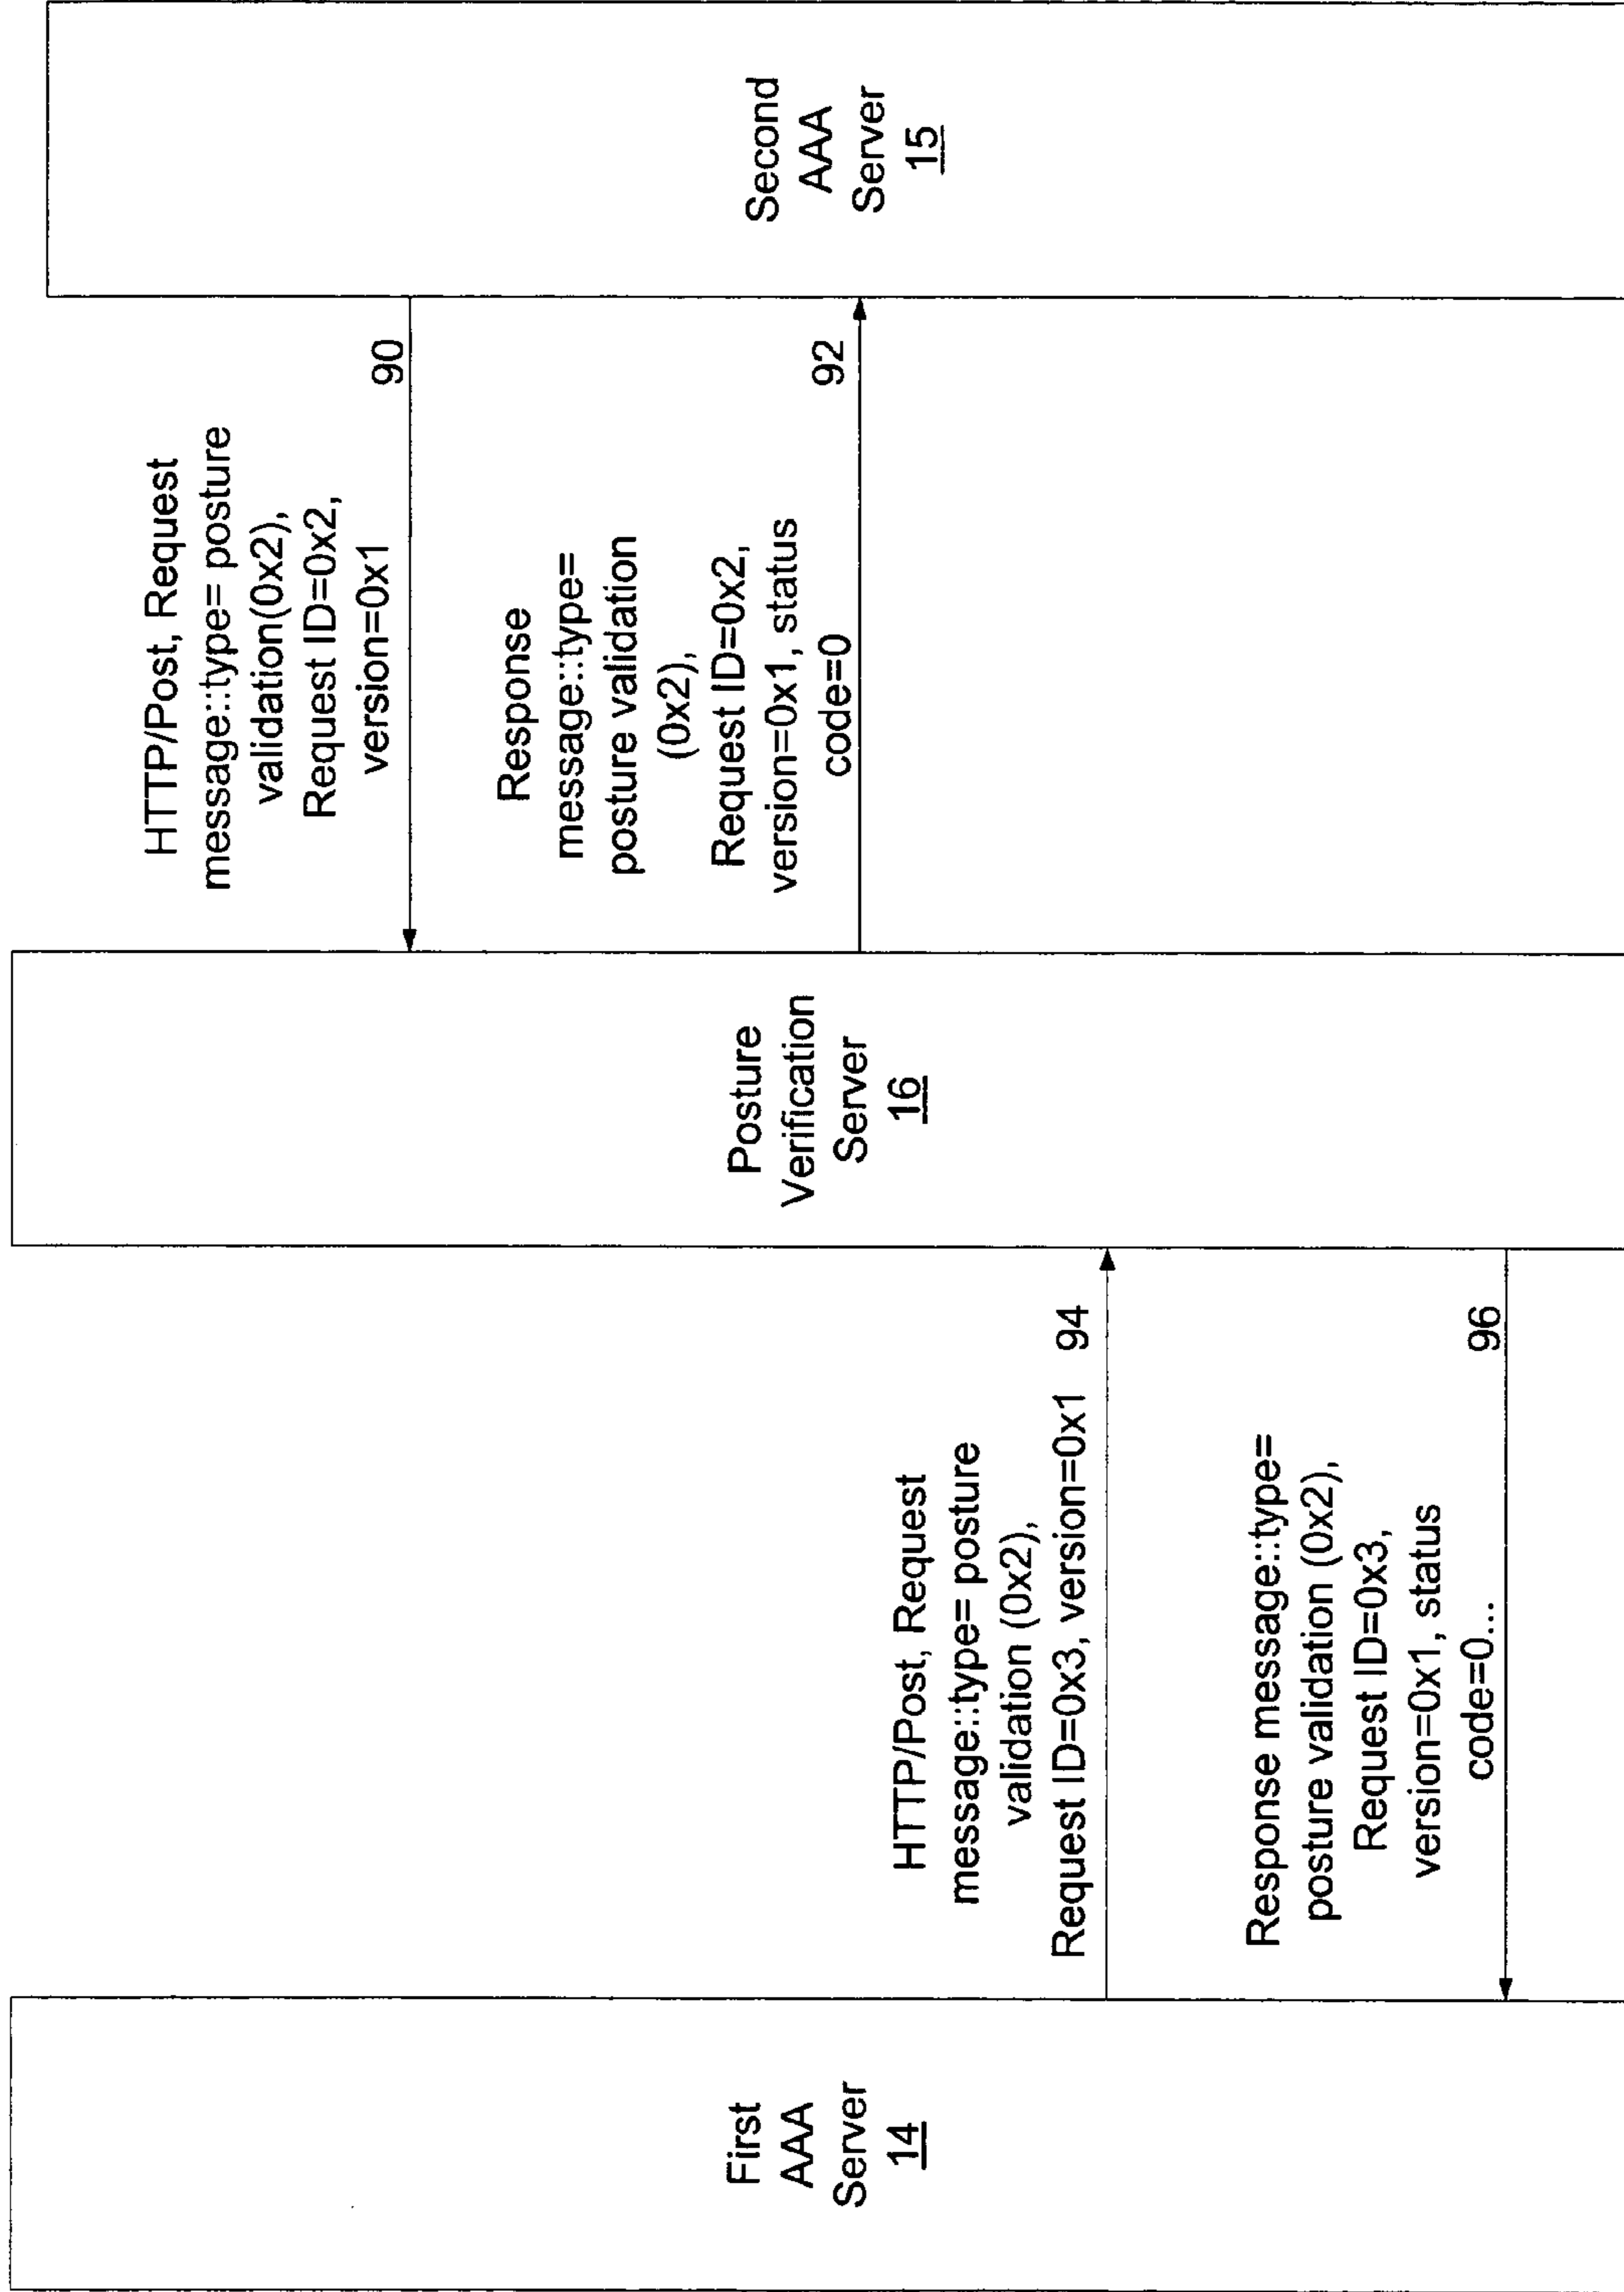 First
AAA
Server
14
Posture
Verification
Server
16
Second
AAA
Server
15
HTTP/Post, Request
message::type= posture
validation(0x2),
Request ID=0x2,
version=0x1
90
Response
message::type=
posture validation
(0x2),
Request ID=0x2,
version=0x1, status
code=0
92
HTTP/Post, Request
message::type= posture
validation (0x2),
Request ID=0x3, version=0x1 94
Response message::type=
posture validation (0x2),
Request ID=0x3,
version=0x1, status
code=0...
96